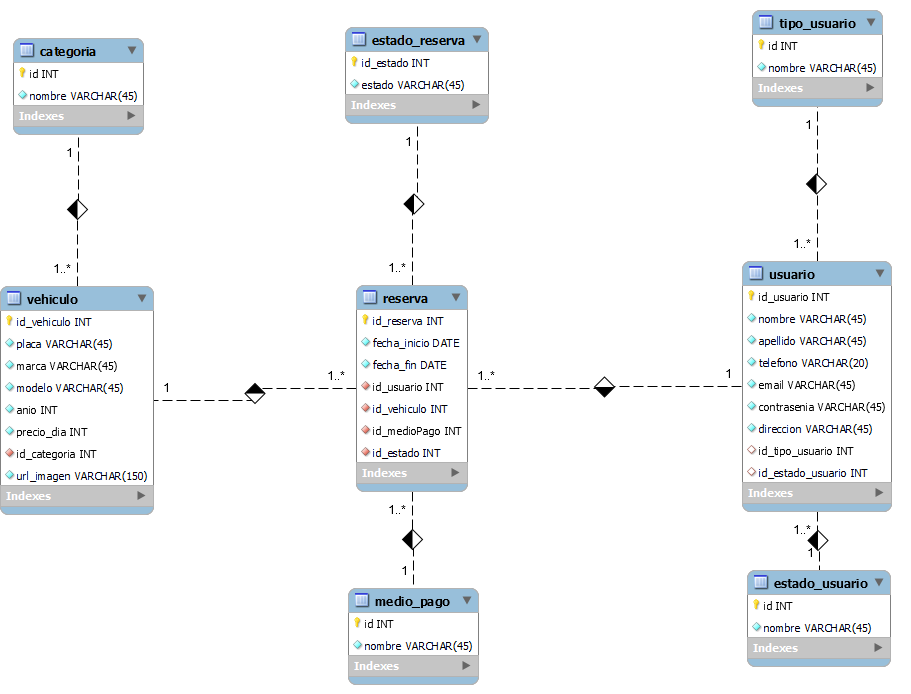 categoria
id INT
nombre VARCHAR(45)
Indexes
1
1..*
estado_reserva
id_estado INT
estado VARCHAR(45)
Indexes
1
1..*
tipo_usuario
id INT
nombre VARCHAR(45)
Indexes
1
1..*
vehiculo
id_vehiculo INT
placa VARCHAR(45)
marca VARCHAR(45)
modelo VARCHAR(45)
anio INT
precio_dia INT
id_categoria INT
url_imagen VARCHAR(150)
Indexes
1
1..*
reserva
id_reserva INT
fecha_inicio DATE
fecha_fin DATE
id_usuario INT
id_vehiculo INT
id_medioPago INT
id_estado INT
Indexes
1..*
1
usuario
id_usuario INT
nombre VARCHAR(45)
apellido VARCHAR(45)
telefono VARCHAR(20)
email VARCHAR(45)
contrasenia VARCHAR(45)
direccion VARCHAR(45)
id_tipo_usuario INT
id_estado_usuario INT
Indexes
1..*
1
medio_pago
id INT
nombre VARCHAR(45)
Indexes
1..*
1
estado_usuario
id INT
nombre VARCHAR(45)
Indexes